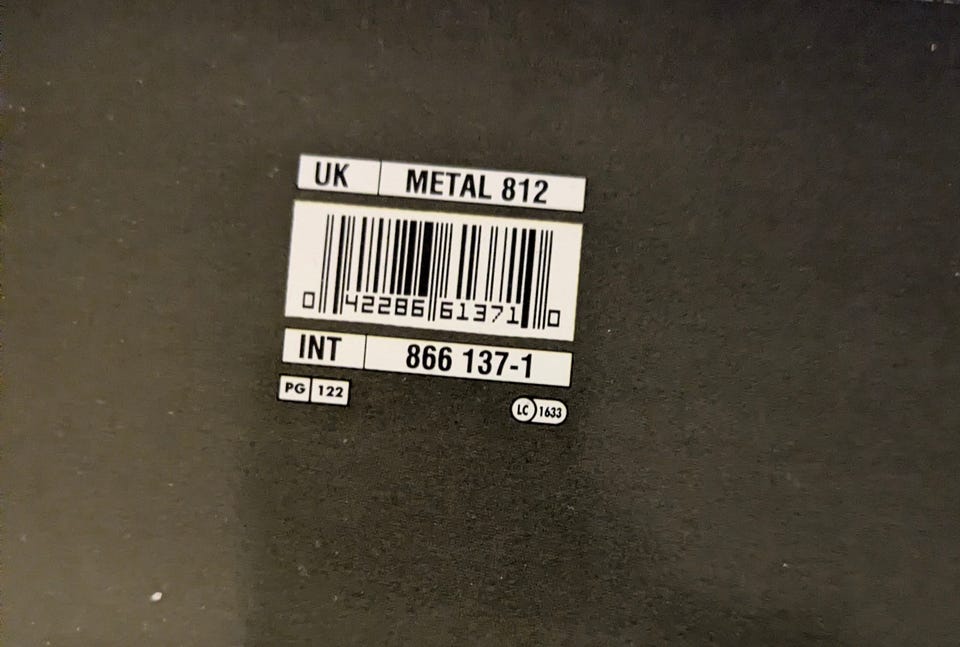 UK METAL 812
0 42286 61371 0
INT 866 137-1
PG 122
LC 1633